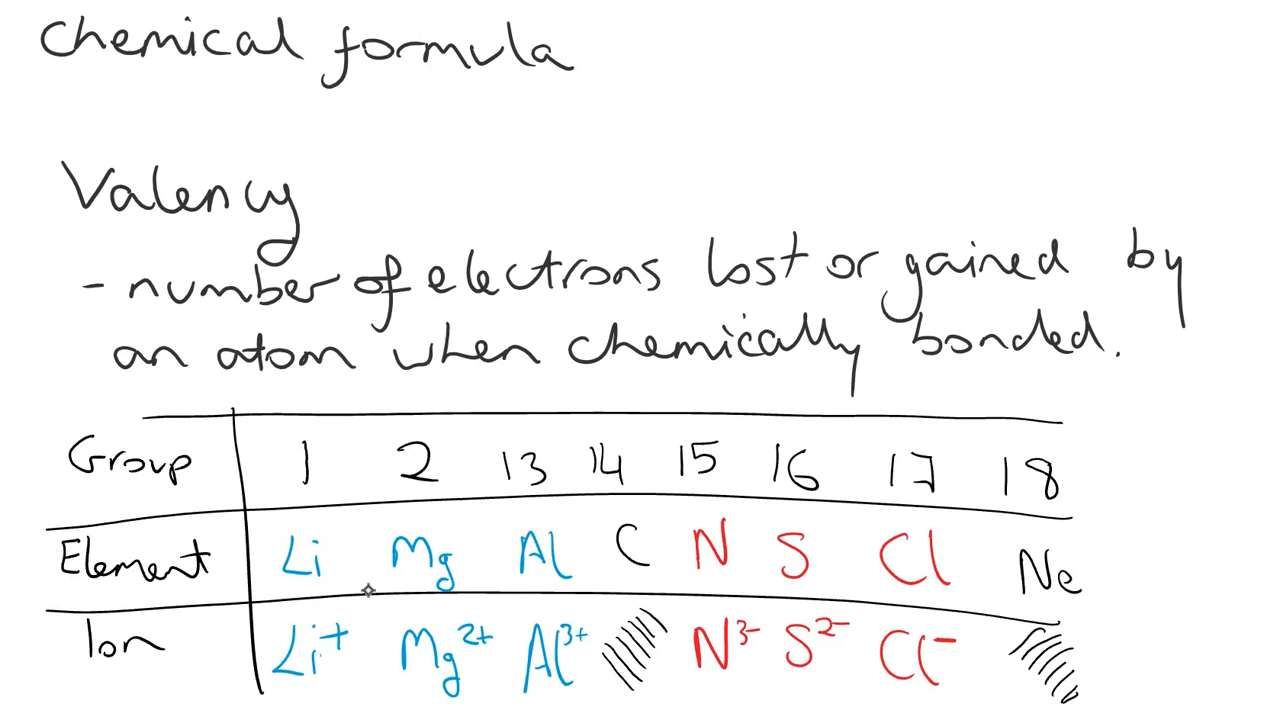 Chemical formula
Valency
- number of electrons lost or gained by
an atom when chemically bonded.
Group 1 2 13 14 15 16 17 18
Element Li Mg Al C N S Cl Ne
Ion Li⁺ Mg²⁺ Al³⁺ N³⁻ S²⁻ Cl⁻